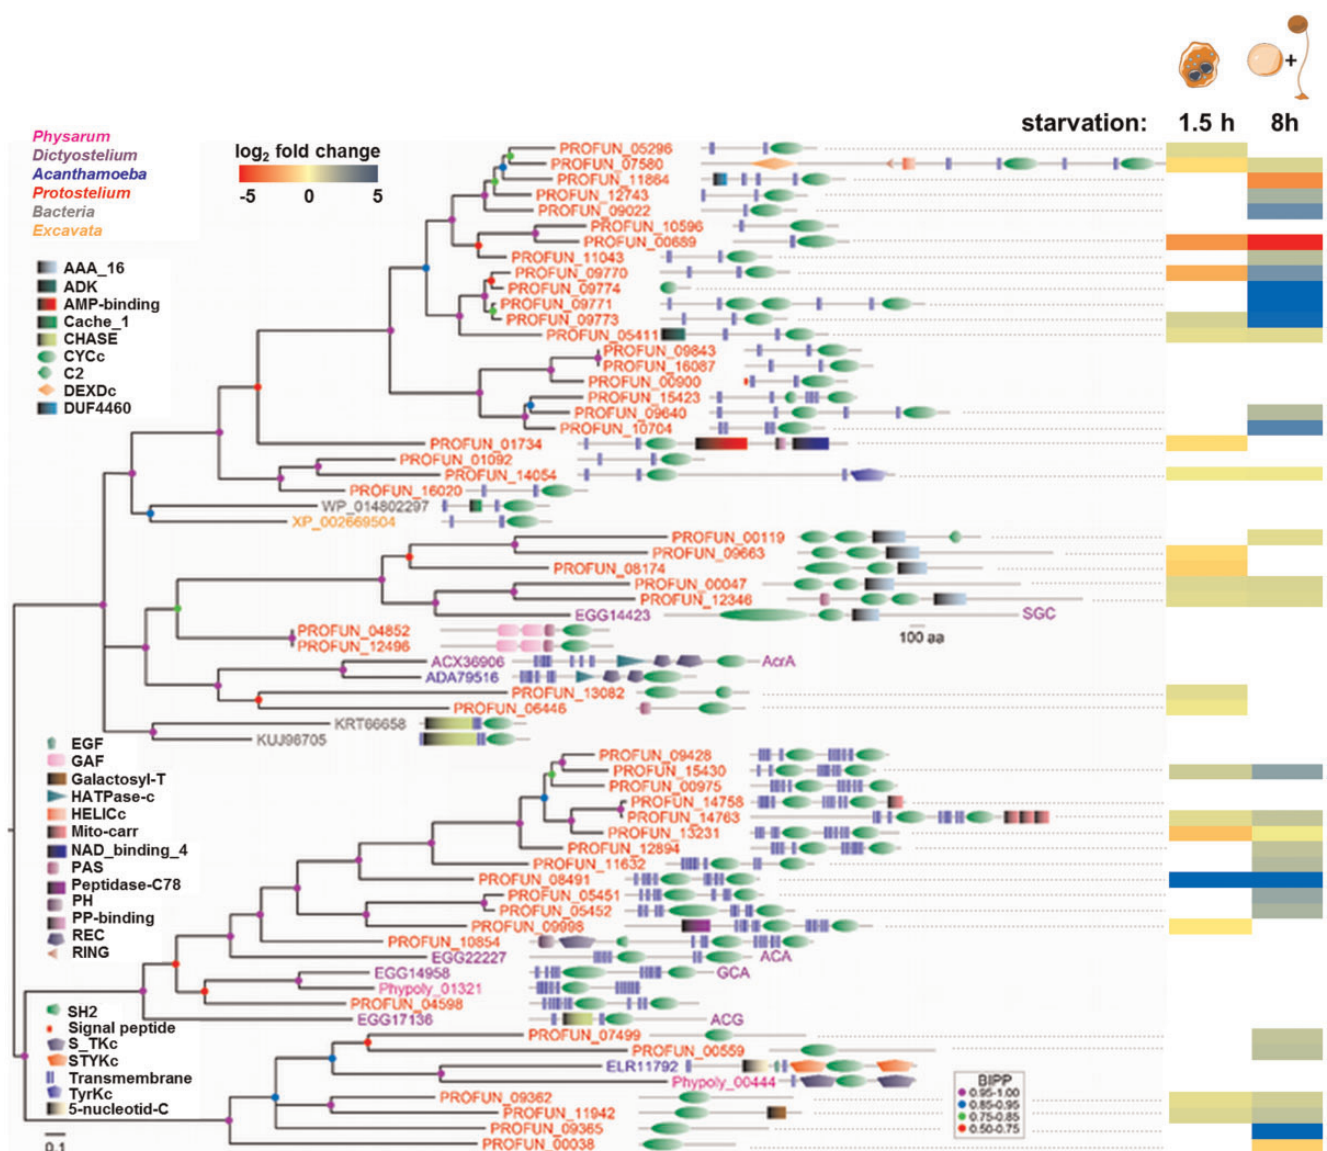 starvation: 1.5 h 8h
Physarum
Dictyostelium
Acanthamoeba
Protostelium
Bacteria
Excavata
log2 fold change
-5 0 5
AAA_16
ADK
AMP-binding
Cache_1
CHASE
CYCc
C2
DEXDc
DUF4460
PROFUN_05296
PROFUN_07580
PROFUN_11864
PROFUN_12743
PROFUN_09022
PROFUN_10596
PROFUN_00689
PROFUN_11043
PROFUN_09770
PROFUN_09774
PROFUN_09771
PROFUN_09773
PROFUN_05411
PROFUN_09843
PROFUN_16087
PROFUN_00900
PROFUN_15423
PROFUN_09640
PROFUN_10704
PROFUN_01734
PROFUN_01092
PROFUN_14054
PROFUN_16020
WP_014802297
XP_002669504
PROFUN_00119
PROFUN_09663
PROFUN_08174
PROFUN_00047
PROFUN_12346
EGG14423 SGC
100 aa
PROFUN_04852
PROFUN_12496
ACX36906 AcrA
ADA79516
PROFUN_13082
PROFUN_06446
KRT66658
KUJ96705
EGF
GAF
Galactosyl-T
HATPase-c
HELICc
Mito-carr
NAD_binding_4
PAS
Peptidase-C78
PH
PP-binding
REC
RING
PROFUN_09428
PROFUN_15430
PROFUN_00975
PROFUN_14758
PROFUN_14763
PROFUN_13231
PROFUN_12894
PROFUN_11632
PROFUN_08491
PROFUN_05451
PROFUN_05452
PROFUN_09998
PROFUN_10854
EGG22227 ACA
EGG14958 GCA
Phypoly_01321
PROFUN_04598
EGG17136 ACG
SH2
Signal peptide
S_TKc
STYKc
Transmembrane
TyrKc
5-nucleotid-C
PROFUN_07499
PROFUN_00559
ELR11792
Phypoly_00444
PROFUN_09362
PROFUN_11942
PROFUN_09365
PROFUN_00038
BIPP
0.95-1.00
0.85-0.95
0.75-0.85
0.50-0.75
0.1